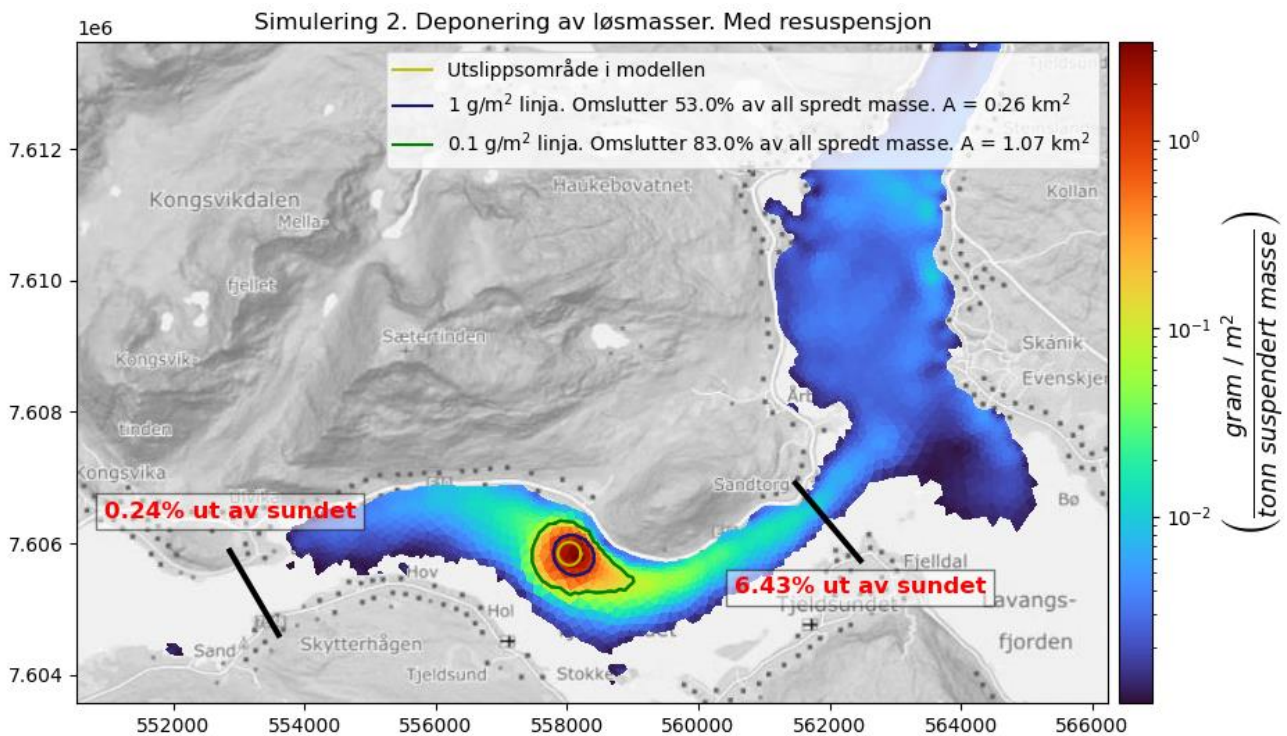 Simulering 2. Deponering av løsmasser. Med resuspensjon
1e6
Utslippsområde i modellen
1 g/m² linja. Omslutter 53.0% av all spredt masse. A = 0.26 km²
0.1 g/m² linja. Omslutter 83.0% av all spredt masse. A = 1.07 km²
7.612
7.610
7.608
7.606
7.604
Kongsvikdalen
Mella-
fjellet
Haukebøvatnet
Kollan
Sætertinden
Kongsvik-
tinden
Skånik
Evenskjer
Kongsvika
Sandtorg
Bø
0.24% ut av sundet
6.43% ut av sundet
Hov
Hol
Fjelldal
Tjeldsundet
Lavangs-
fjorden
Sand
Skytterhågen
Tjeldsund
Stokke
552000
554000
556000
558000
560000
562000
564000
566000
10⁰
10⁻¹
10⁻²
gram / m²
tonn suspendert masse